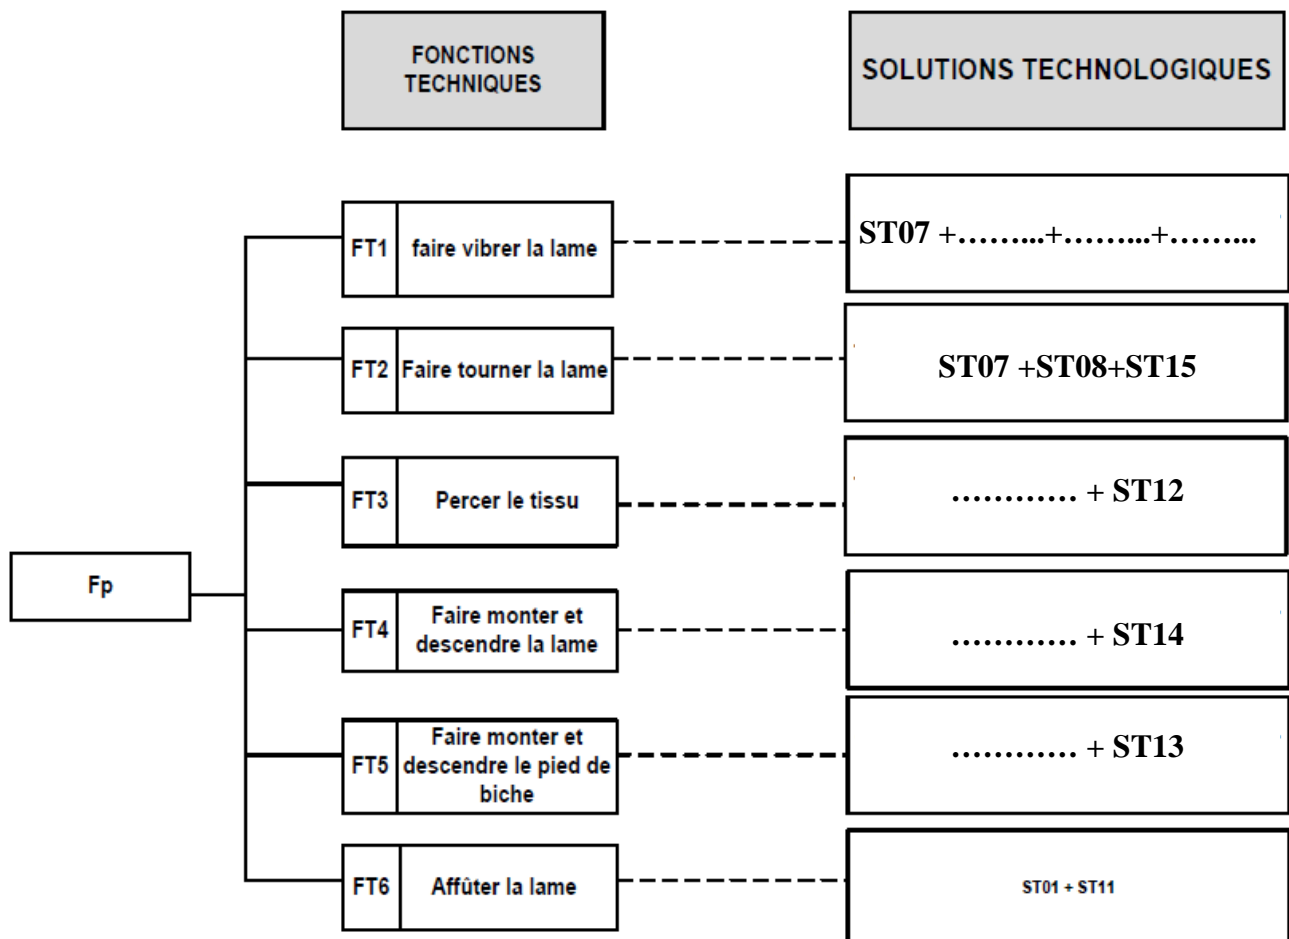 FONCTIONS
TECHNIQUES
SOLUTIONS TECHNOLOGIQUES
FT1
faire vibrer la lame
ST07 +……...+……...+……...
FT2
Faire tourner la lame
ST07 +ST08+ST15
FT3
Percer le tissu
………… + ST12
Fp
FT4
Faire monter et
descendre la lame
………… + ST14
FT5
Faire monter et
descendre le pied de
biche
………… + ST13
FT6
Affûter la lame
ST01 + ST11